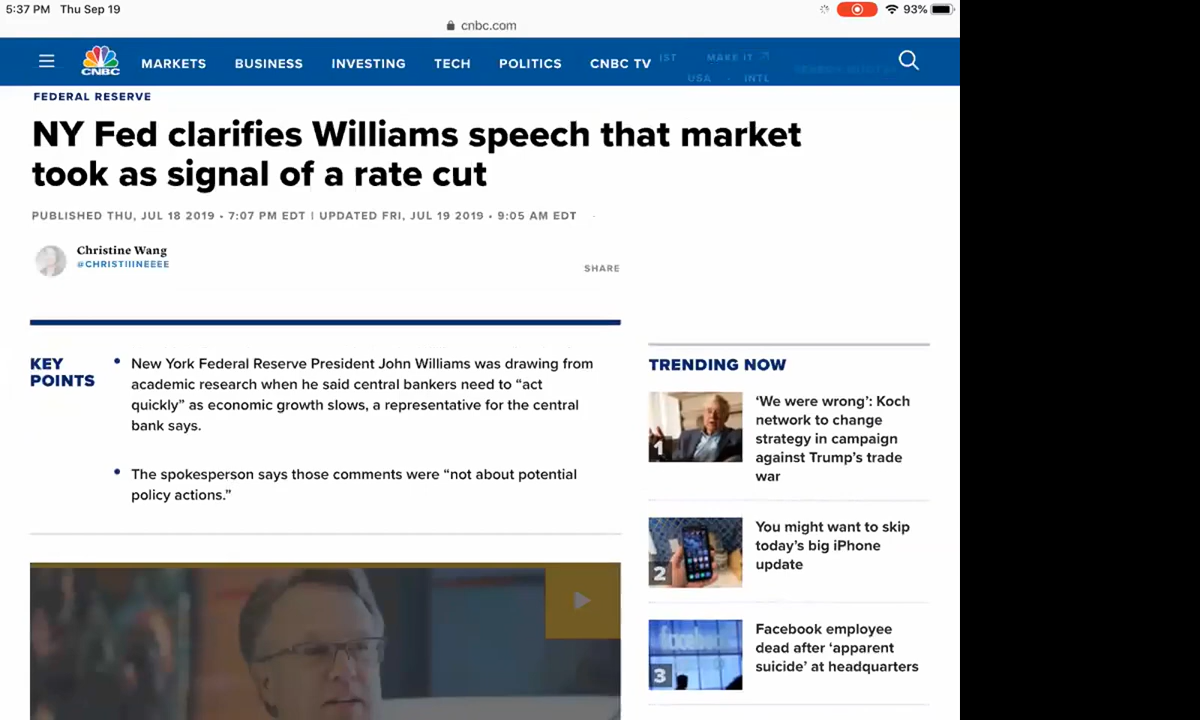 5:37 PM Thu Sep 19
93%
cnbc.com
CNBC
MARKETS BUSINESS INVESTING TECH POLITICS CNBC TV
MAKE IT
USA · INTL
FEDERAL RESERVE
NY Fed clarifies Williams speech that market
took as signal of a rate cut
PUBLISHED THU, JUL 18 2019 • 7:07 PM EDT | UPDATED FRI, JUL 19 2019 • 9:05 AM EDT
Christine Wang
@CHRISTIIINEEEE
SHARE
KEY
POINTS
• New York Federal Reserve President John Williams was drawing from
academic research when he said central bankers need to “act
quickly” as economic growth slows, a representative for the central
bank says.
• The spokesperson says those comments were “not about potential
policy actions.”
TRENDING NOW
1
‘We were wrong’: Koch
network to change
strategy in campaign
against Trump’s trade
war
2
You might want to skip
today’s big iPhone
update
3
facebook
Facebook employee
dead after ‘apparent
suicide’ at headquarters